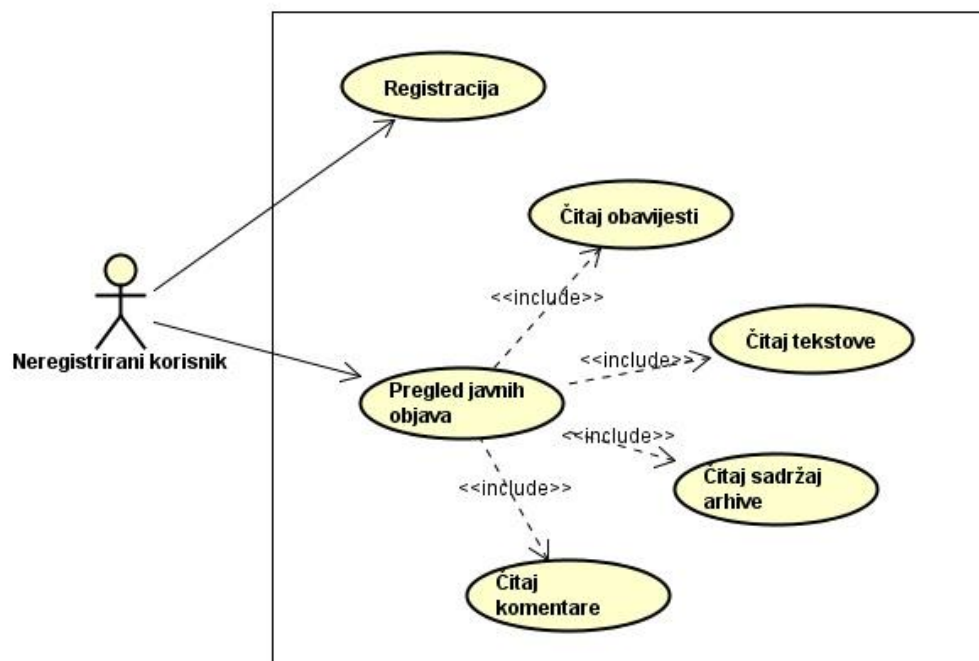 Registracija
Čitaj obavijesti
<<include>>
Neregistrirani korisnik
Čitaj tekstove
<<include>>
Pregled javnih
objava
<<include>>
Čitaj sadržaj
arhive
<<include>>
Čitaj
komentare